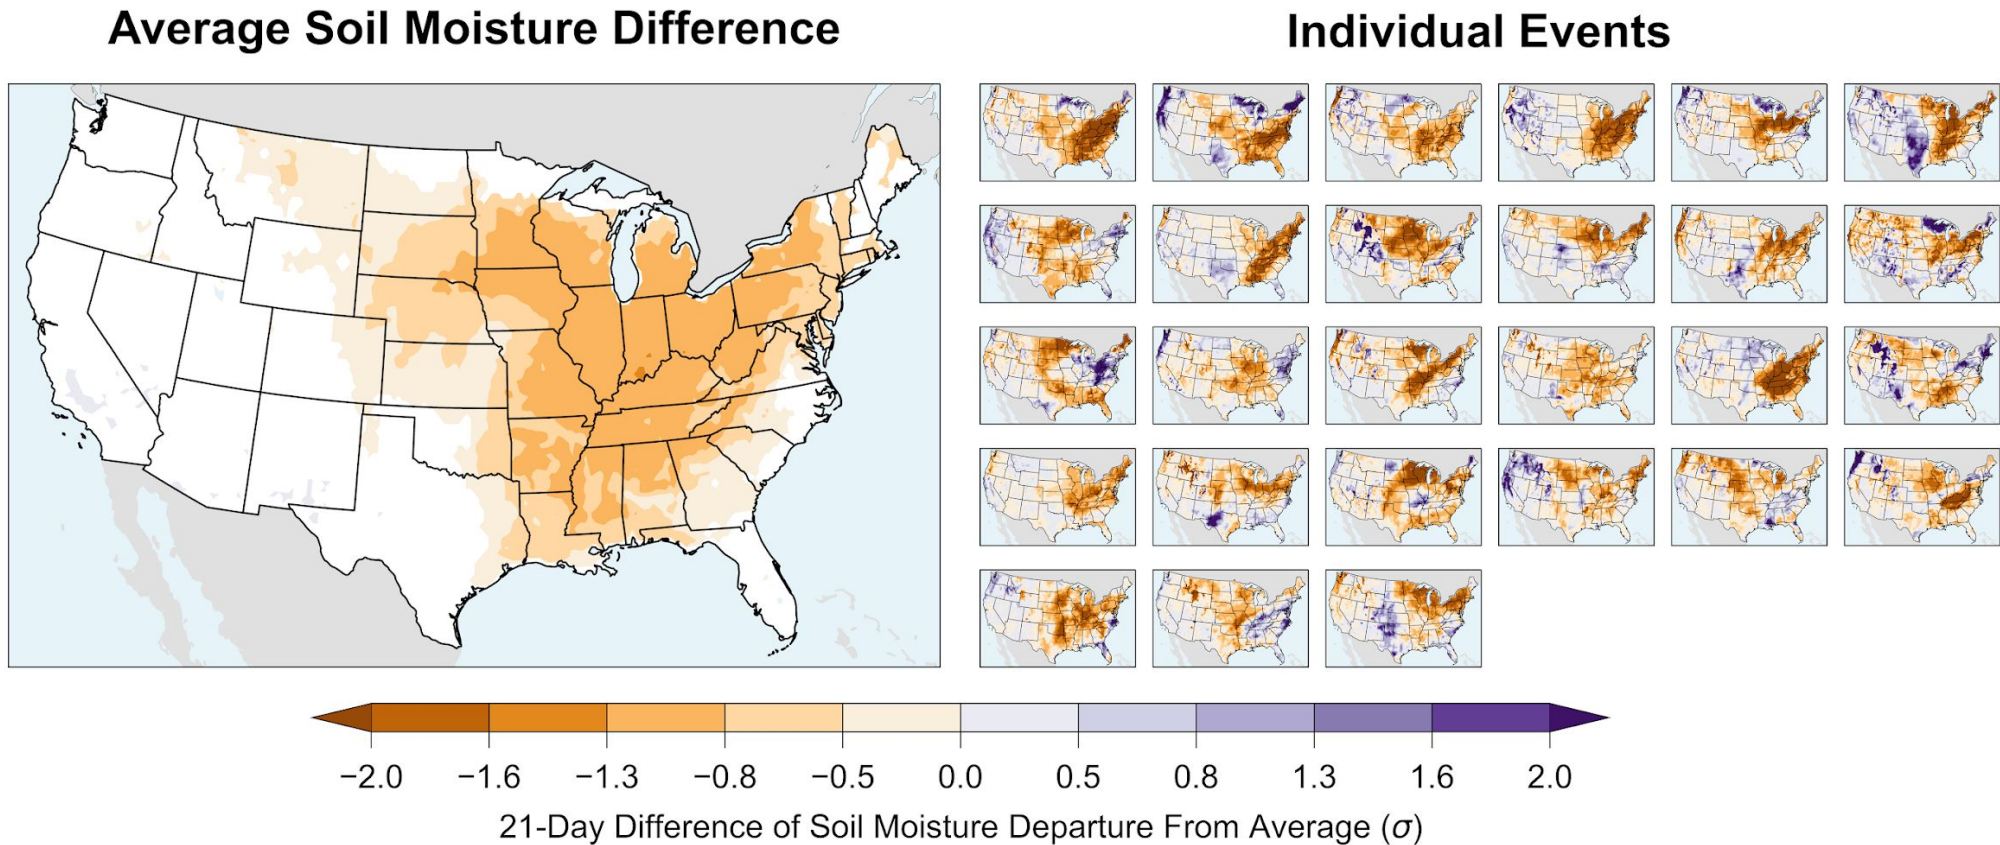 Average Soil Moisture Difference
Individual Events
−2.0 −1.6 −1.3 −0.8 −0.5 0.0 0.5 0.8 1.3 1.6 2.0
21-Day Difference of Soil Moisture Departure From Average (σ)